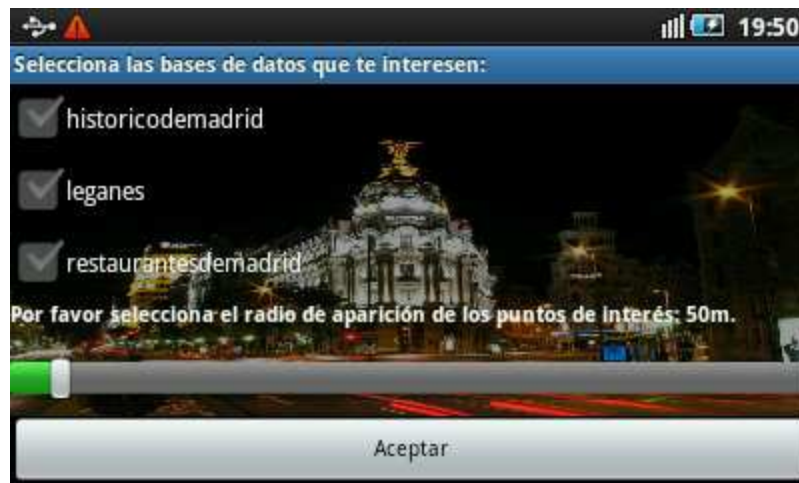 19:50
Selecciona las bases de datos que te interesen:
historicodemadrid
leganes
restaurantesdemadrid
Por favor selecciona el radio de aparición de los puntos de interés: 50m.
Aceptar